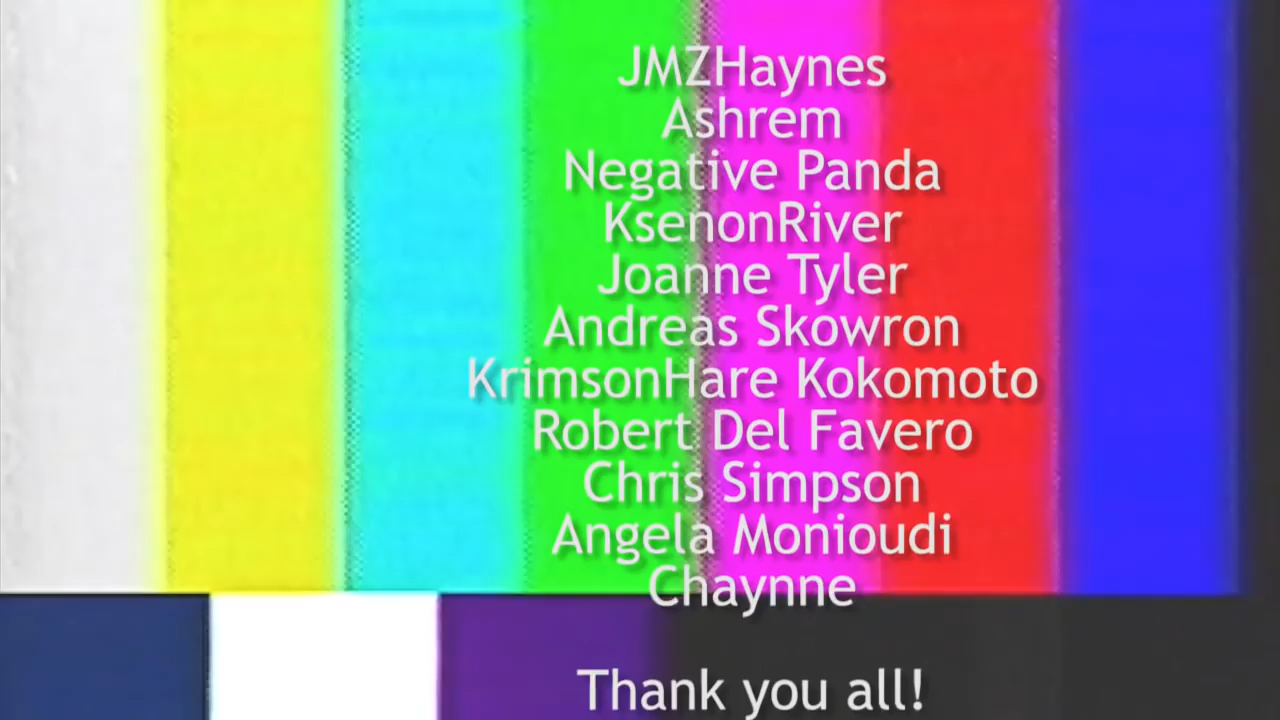 JMZHaynes
Ashrem
Negative Panda
KsenonRiver
Joanne Tyler
Andreas Skowron
KrimsonHare Kokomoto
Robert Del Favero
Chris Simpson
Angela Monioudi
Chaynne
Thank you all!